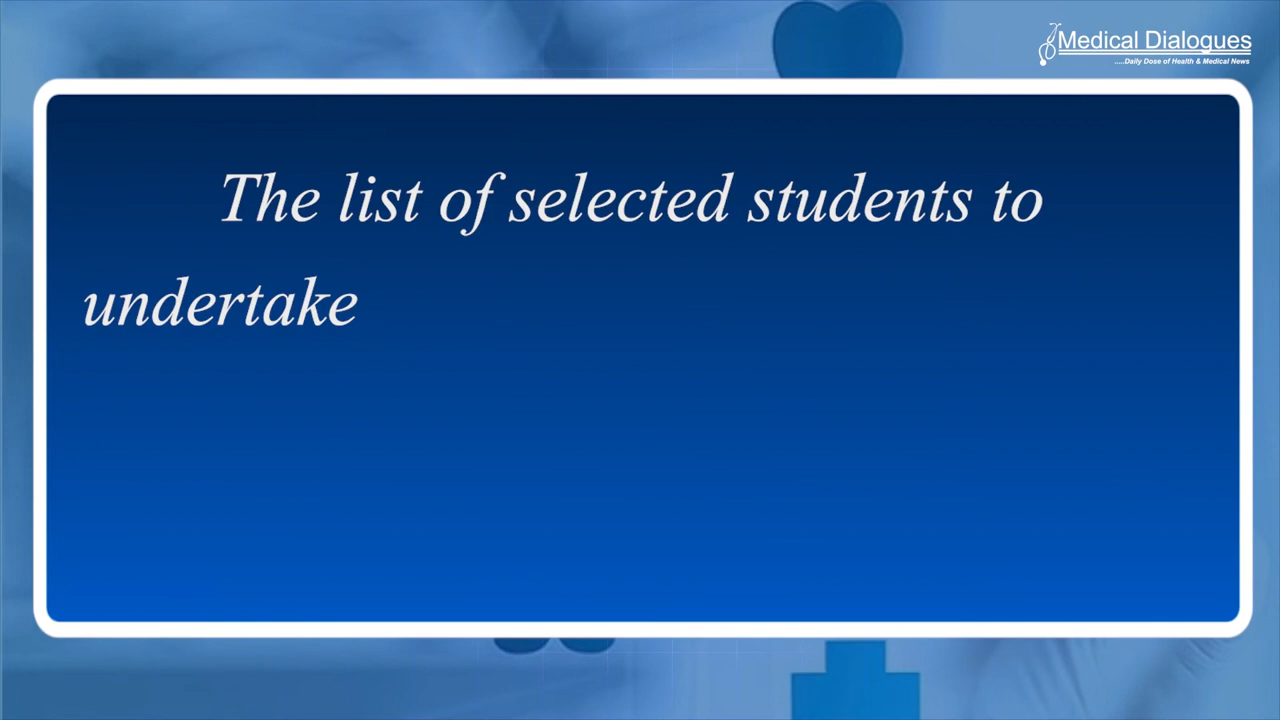 Medical Dialogues
.....Daily Dose of Health & Medical News
The list of selected students to
undertake